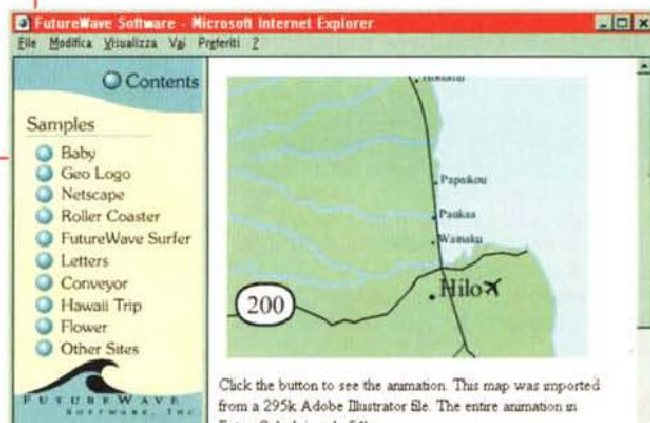 FutureWave Software - Microsoft Internet Explorer
File Modifica Visualizza Vai Preferiti ?
Contents
Samples
Baby
Geo Logo
Netscape
Roller Coaster
FutureWave Surfer
Letters
Conveyor
Hawaii Trip
Flower
Other Sites
FUTUREWAVE
SOFTWARE, INC
Papaikou
Paukaa
Wainaku
Hilo
200
Click the button to see the animation. This map was imported
from a 295k Adobe Illustrator file. The entire animation in